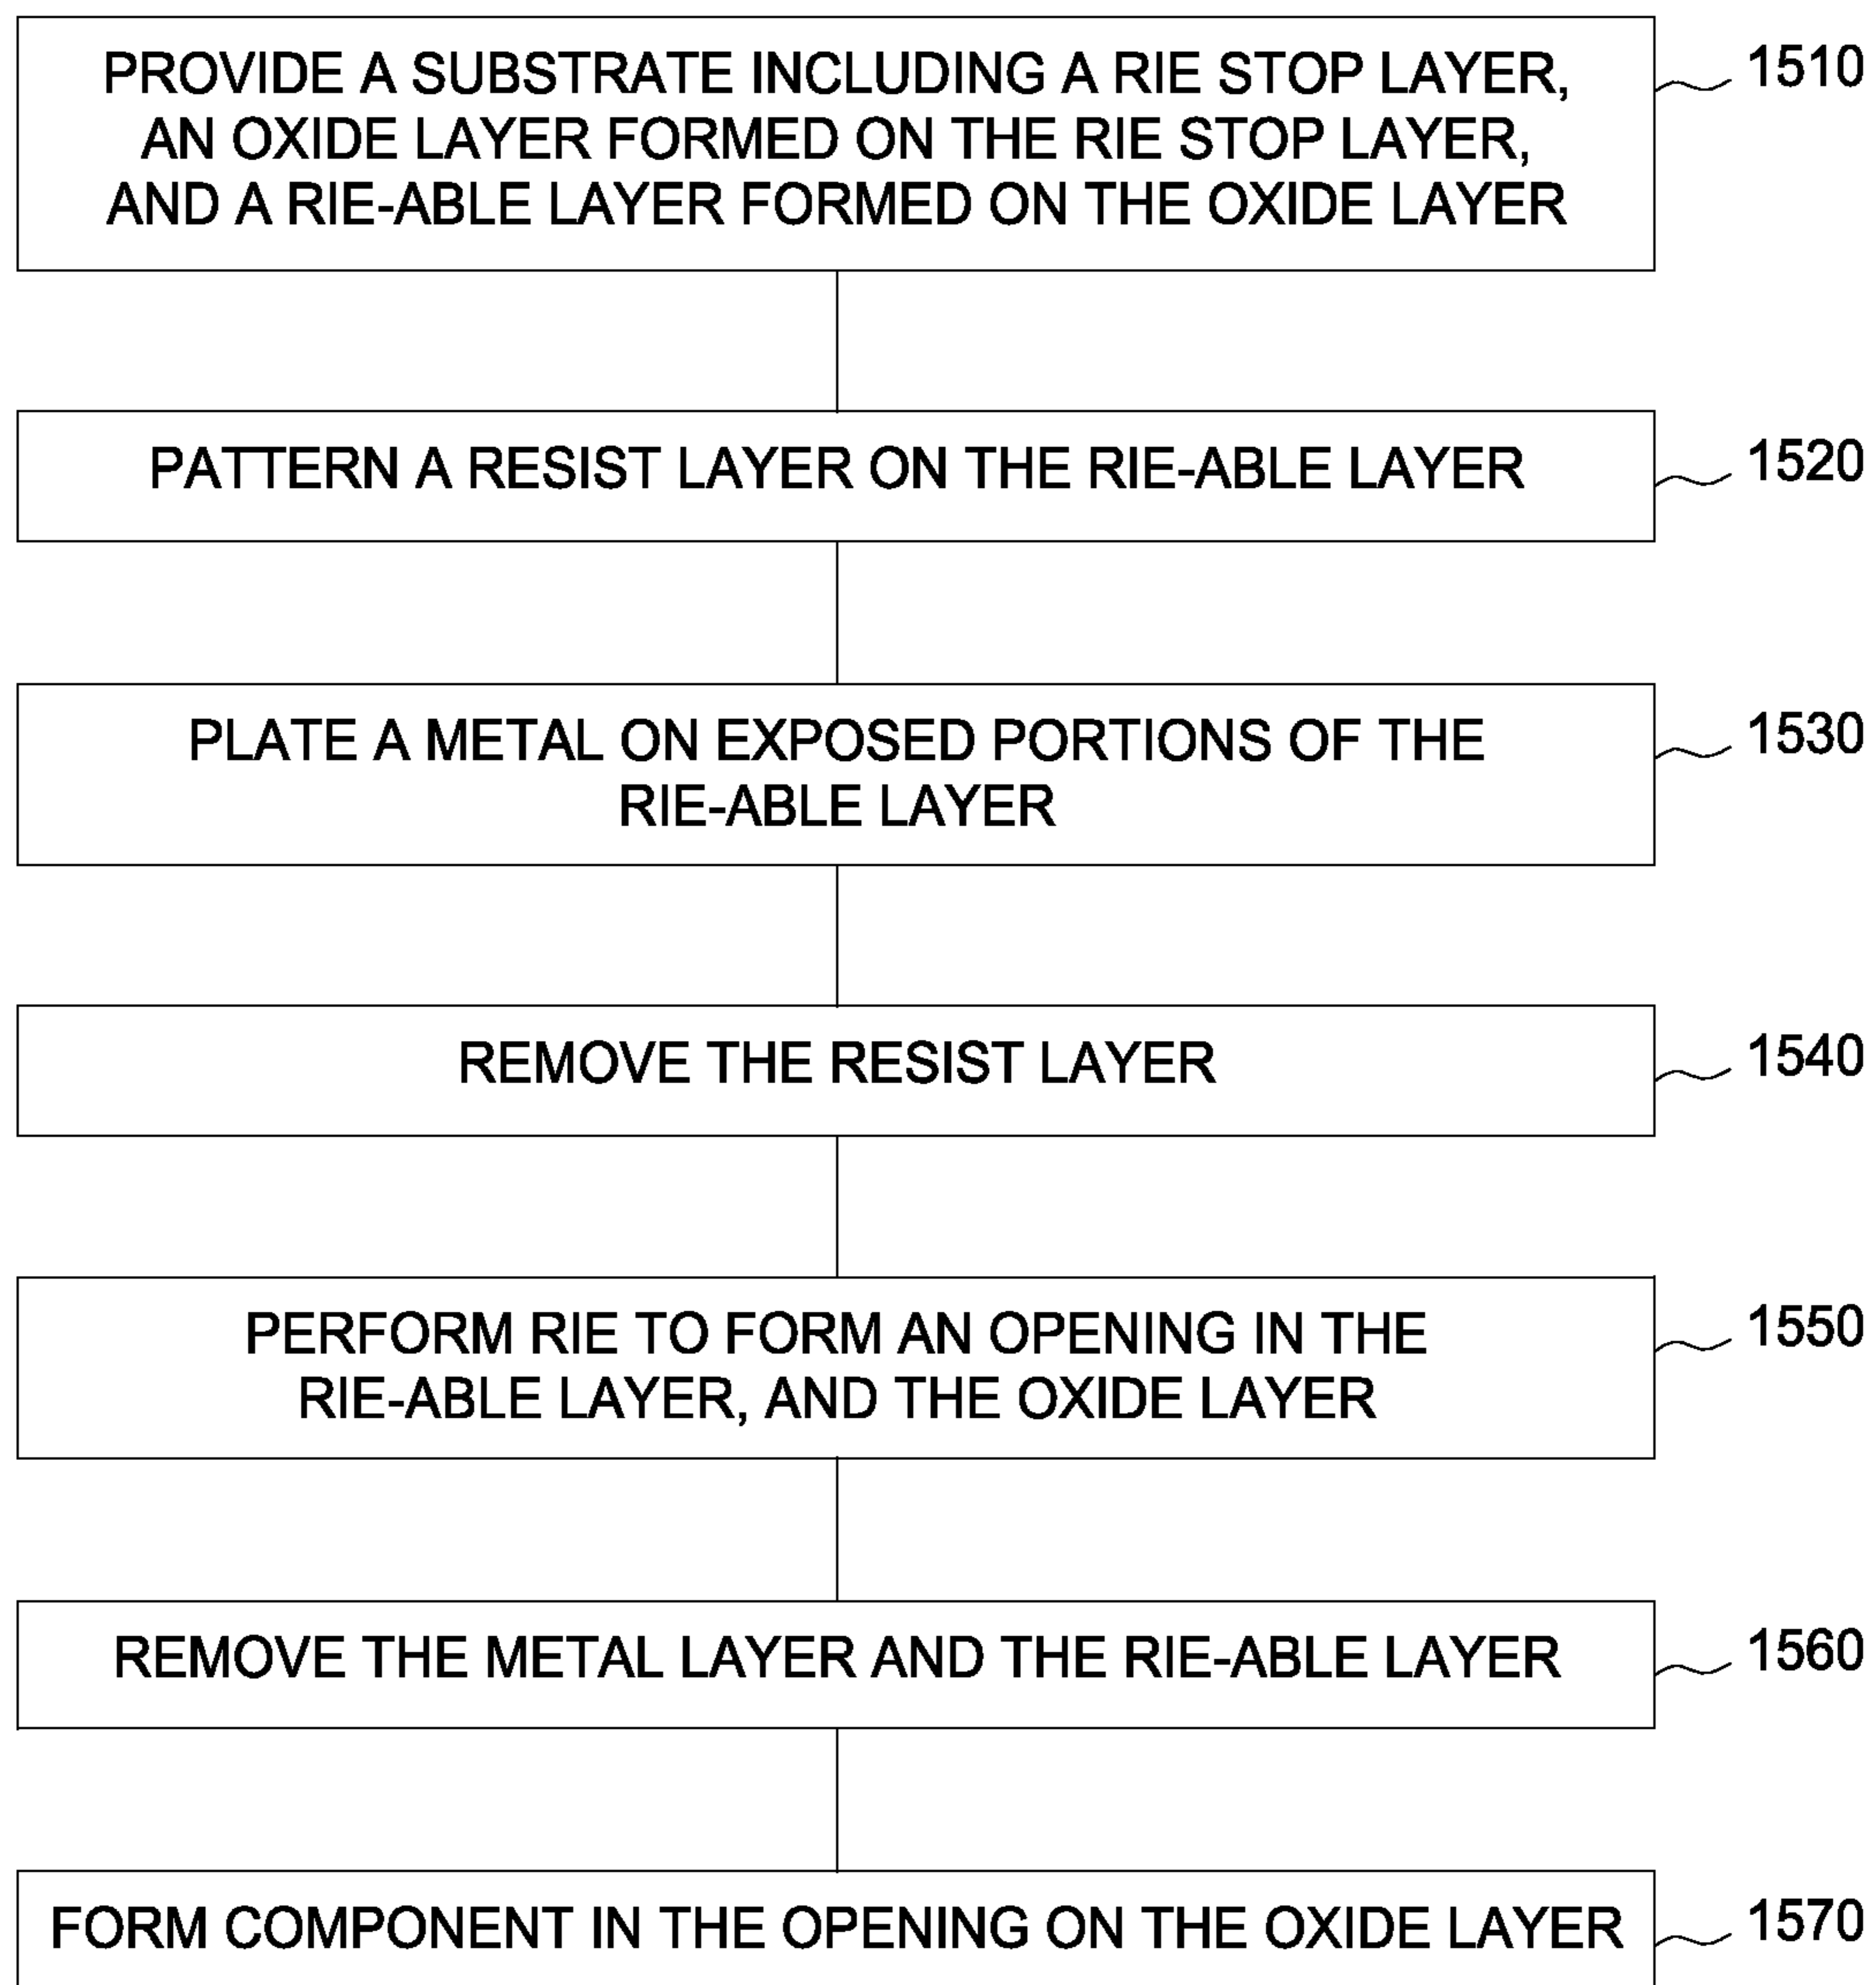 PROVIDE A SUBSTRATE INCLUDING A RIE STOP LAYER,
AN OXIDE LAYER FORMED ON THE RIE STOP LAYER,
AND A RIE-ABLE LAYER FORMED ON THE OXIDE LAYER
1510
PATTERN A RESIST LAYER ON THE RIE-ABLE LAYER
1520
PLATE A METAL ON EXPOSED PORTIONS OF THE
RIE-ABLE LAYER
1530
REMOVE THE RESIST LAYER
1540
PERFORM RIE TO FORM AN OPENING IN THE
RIE-ABLE LAYER, AND THE OXIDE LAYER
1550
REMOVE THE METAL LAYER AND THE RIE-ABLE LAYER
1560
FORM COMPONENT IN THE OPENING ON THE OXIDE LAYER
1570